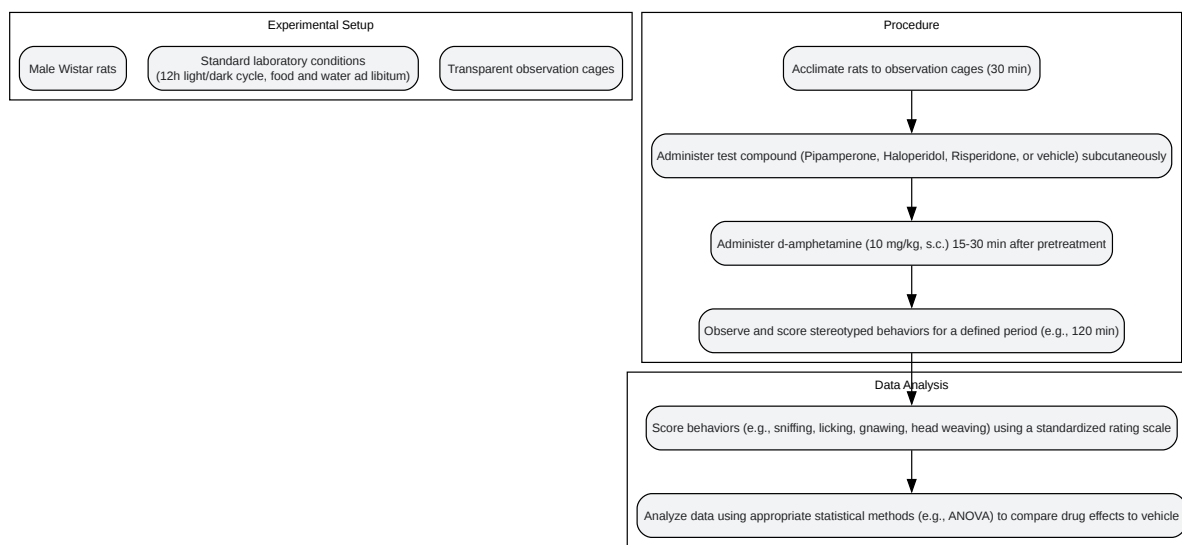 Experimental Setup
Male Wistar rats
Standard laboratory conditions
(12h light/dark cycle, food and water ad libitum)
Transparent observation cages
Procedure
Acclimate rats to observation cages (30 min)
Administer test compound (Pipamperone, Haloperidol, Risperidone, or vehicle) subcutaneously
Administer d-amphetamine (10 mg/kg, s.c.) 15-30 min after pretreatment
Observe and score stereotyped behaviors for a defined period (e.g., 120 min)
Data Analysis
Score behaviors (e.g., sniffing, licking, gnawing, head weaving) using a standardized rating scale
Analyze data using appropriate statistical methods (e.g., ANOVA) to compare drug effects to vehicle